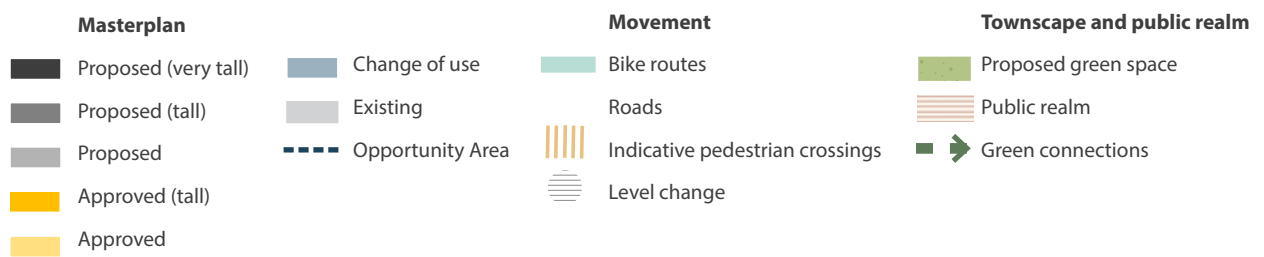 Masterplan
Proposed (very tall)
Proposed (tall)
Proposed
Approved (tall)
Approved
Change of use
Existing
Opportunity Area
Movement
Bike routes
Roads
Indicative pedestrian crossings
Level change
Townscape and public realm
Proposed green space
Public realm
Green connections